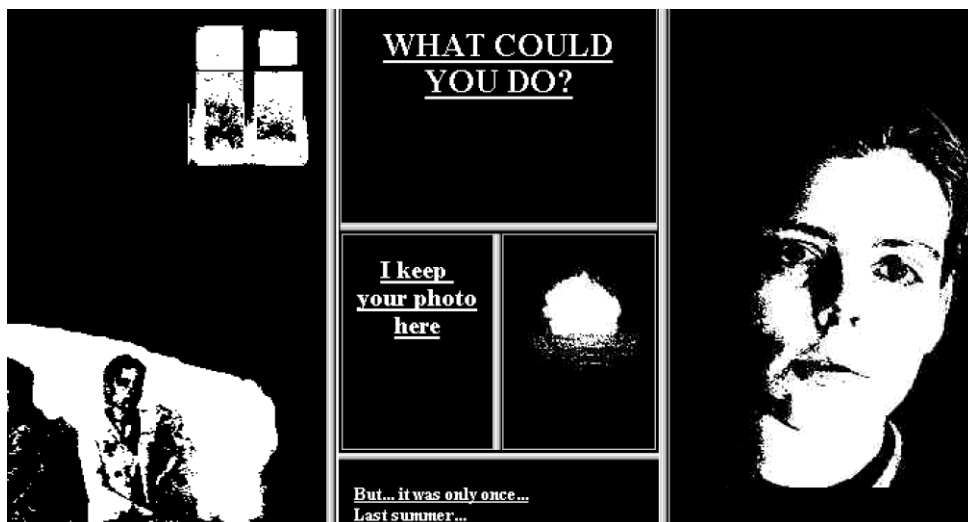 WHAT COULD
YOU DO?
I keep
your photo
here
But... it was only once...
Last summer...